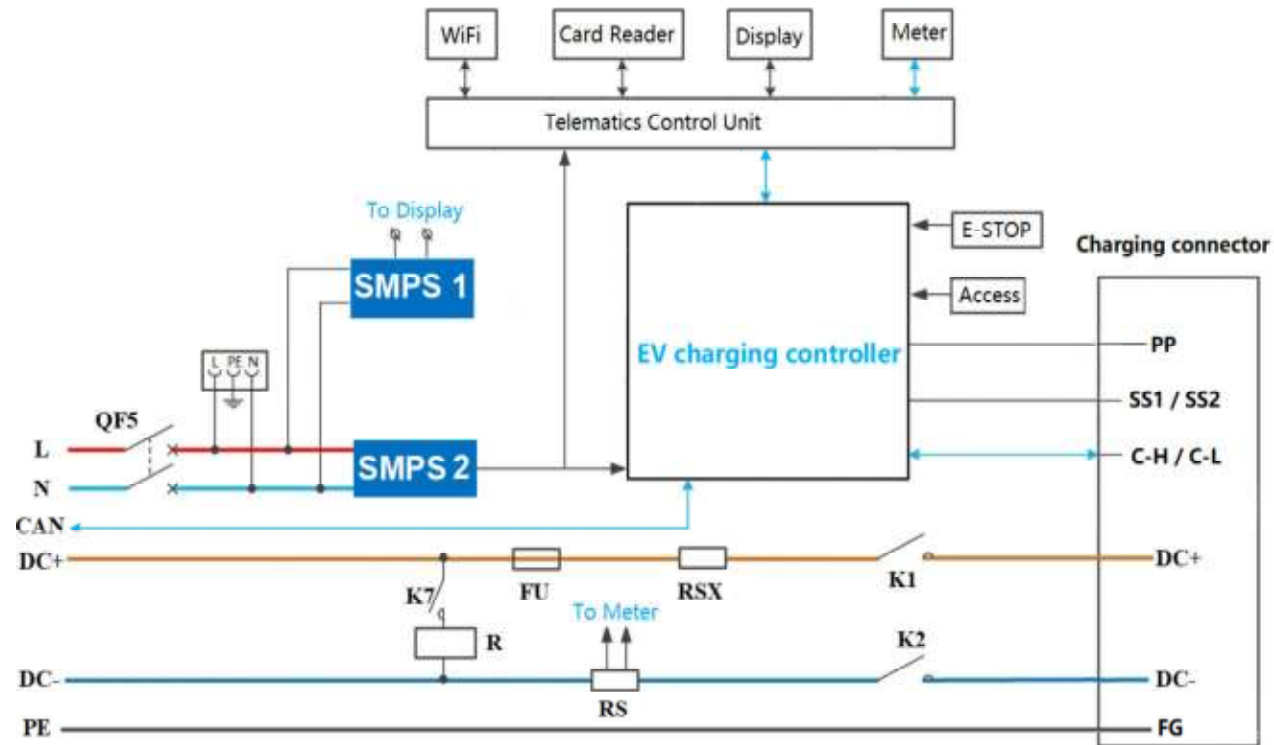 WiFi
Card Reader
Display
Meter
Telematics Control Unit
To Display
SMPS 1
E-STOP
Charging connector
Access
EV charging controller
PP
L PE N
QF5
SS1 / SS2
L
SMPS 2
C-H / C-L
N
CAN
DC+
K7
FU
RSX
K1
DC+
To Meter
R
K2
DC-
RS
DC-
PE
FG